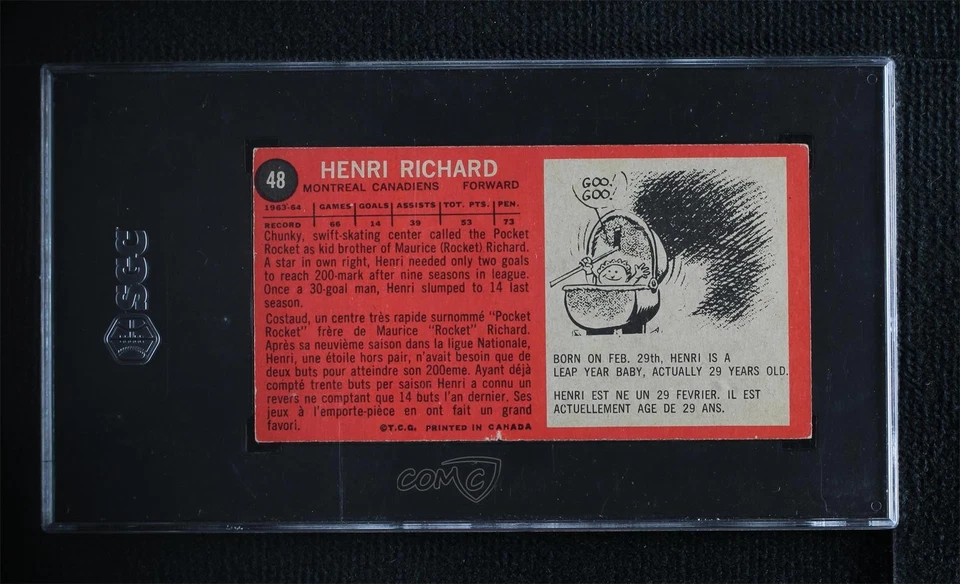 48
HENRI RICHARD
MONTREAL CANADIENS FORWARD
1963-64 GAMES GOALS ASSISTS TOT. PTS. PEN.
RECORD 66 14 39 53 73
Chunky, swift-skating center called the Pocket
Rocket as kid brother of Maurice (Rocket) Richard.
A star in own right, Henri needed only two goals
to reach 200-mark after nine seasons in league.
Once a 30-goal man, Henri slumped to 14 last
season.
Costaud, un centre très rapide surnommé "Pocket
Rocket" frère de Maurice "Rocket" Richard.
Après sa neuvième saison dans la ligue Nationale,
Henri, une étoile hors pair, n'avait besoin que de
deux buts pour atteindre son 200eme. Ayant déjà
compté trente buts per saison Henri a connu un
revers ne comptant que 14 buts l'an dernier. Ses
jeux à l'emporte-pièce en ont fait un grand
favori.
©T.C.G. PRINTED IN CANADA
GOO!
GOO!
BORN ON FEB. 29th, HENRI IS A
LEAP YEAR BABY, ACTUALLY 29 YEARS OLD.
HENRI EST NE UN 29 FEVRIER. IL EST
ACTUELLEMENT AGE DE 29 ANS.
SGC
COMC